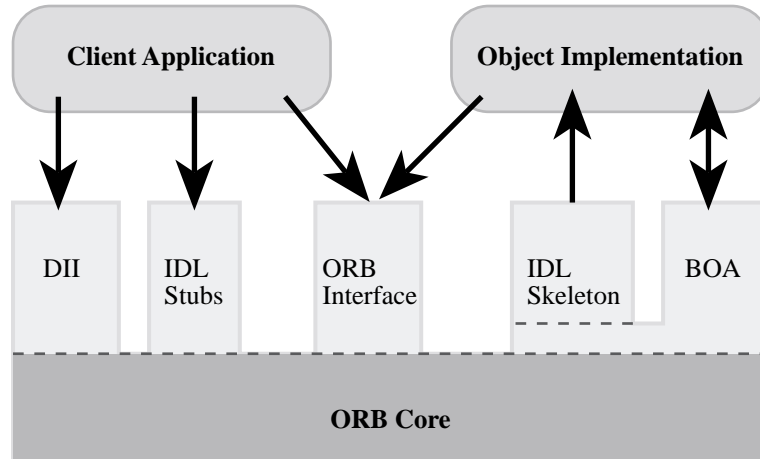 Client Application
Object Implementation
DII
IDL
Stubs
ORB
Interface
IDL
Skeleton
BOA
ORB Core